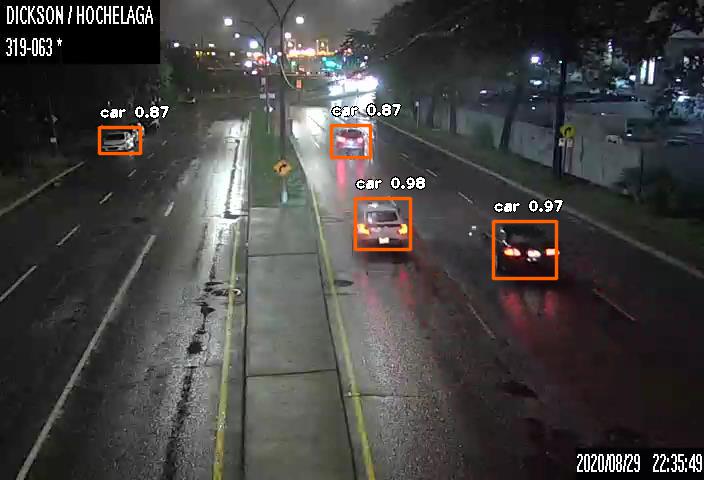 DICKSON / HOCHELAGA
319-063 *
car 0.87
car 0.87
car 0.98
car 0.97
2020/08/29 22:35:49